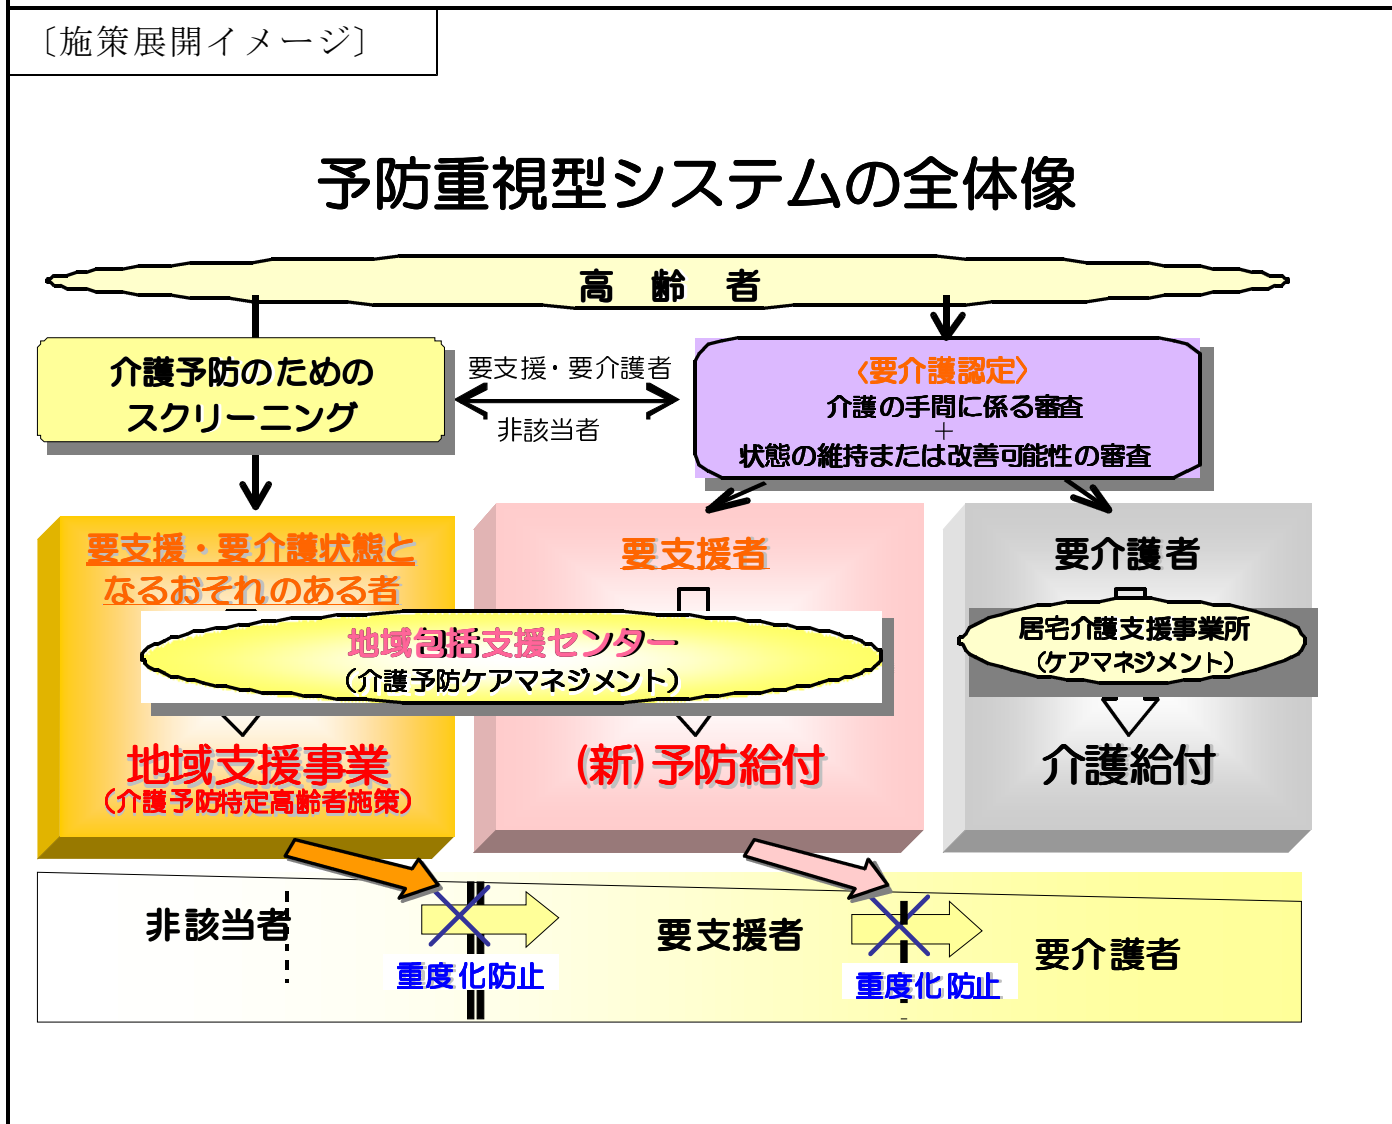 〔施策展開イメージ〕
予防重視型システムの全体像
高 齢 者
介護予防のための
スクリーニング
要支援・要介護者
非該当者
〈要介護認定〉
介護の手間に係る審査
＋
状態の維持または改善可能性の審査
要支援・要介護状態と
なるおそれのある者
要支援者
要介護者
地域包括支援センター
（介護予防ケアマネジメント）
居宅介護支援事業所
（ケアマネジメント）
地域支援事業
（介護予防特定高齢者施策）
(新)予防給付
介護給付
非該当者
要支援者
要介護者
重度化防止
重度化防止